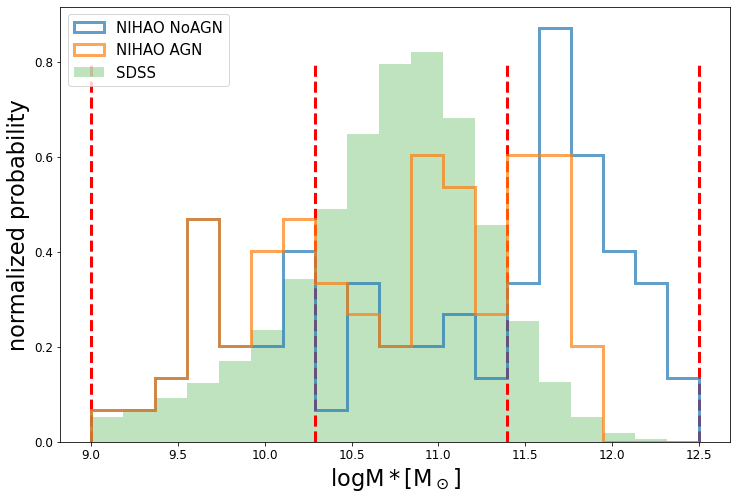 NIHAO NoAGN
NIHAO AGN
SDSS
normalized probability
0.8
0.6
0.4
0.2
0.0
9.0 9.5 10.0 10.5 11.0 11.5 12.0 12.5
logM*[M_⊙]